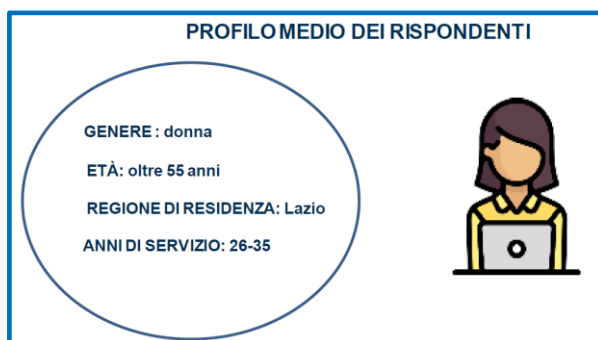 PROFILO MEDIO DEI RISPONDENTI
GENERE : donna
ETÀ: oltre 55 anni
REGIONE DI RESIDENZA: Lazio
ANNI DI SERVIZIO: 26-35